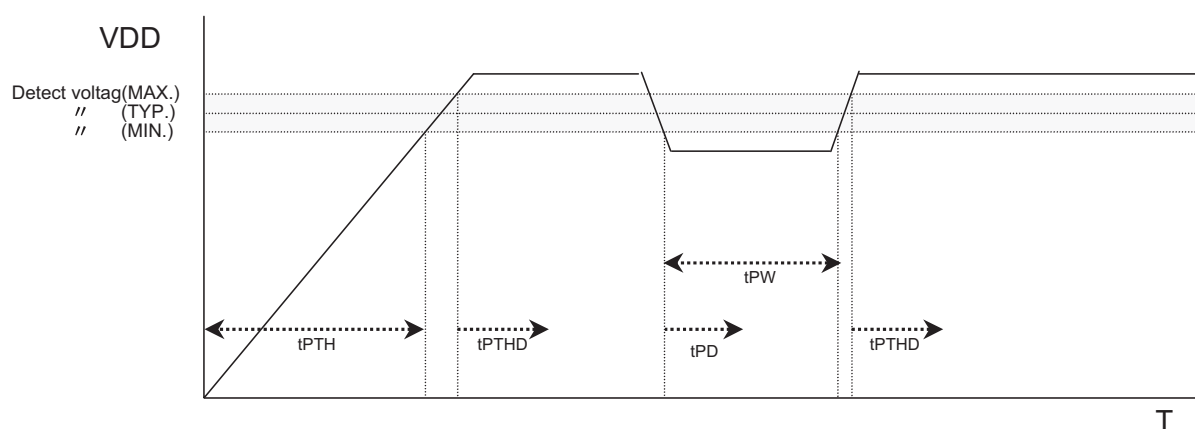 VDD
Detect voltag(MAX.)
〃 (TYP.)
〃 (MIN.)
tPW
tPTH
tPTHD
tPD
tPTHD
T